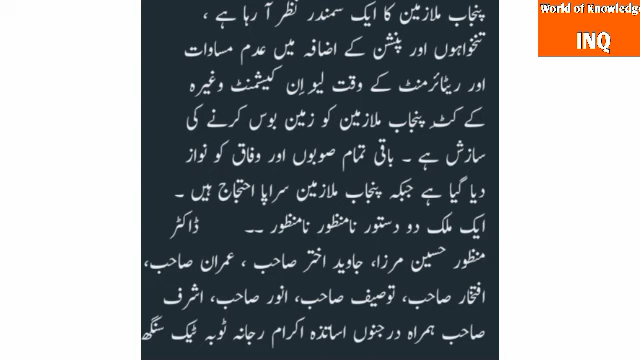 World of Knowledge
INQ
پنجاب ملازمین کا ایک سمندر نظر آ رہا ہے ،
تنخواہوں اور پنشن کے اضافہ میں عدم مساوات
اور ریٹائرمنٹ کے وقت لیو اِن کیشمنٹ وغیرہ
کے کٹ پنجاب ملازمین کو زمین بوس کرنے کی
سازش ہے ۔ باقی تمام صوبوں اور وفاق کو نواز
دیا گیا ہے جبکہ پنجاب ملازمین سراپا احتجاج ہیں ۔
ایک ملک دو دستور نامنظور نامنظور ۔۔ ڈاکٹر
منظور حسین مرزا، جاوید اختر صاحب ، عمران صاحب،
افتخار صاحب، توصیف صاحب، انور صاحب، اشرف
صاحب ہمراہ درجنوں اساتذہ اکرام رجانہ ٹوبہ ٹیک سنگھ